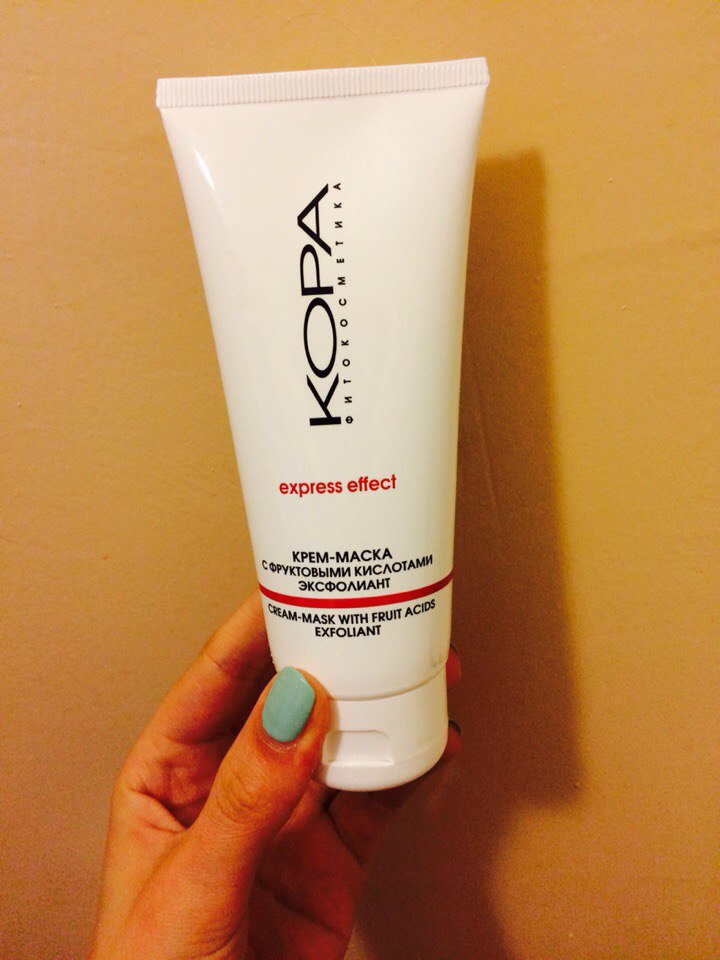 КОРА
ФИТОКОСМЕТИКА
express effect
КРЕМ-МАСКА
С ФРУКТОВЫМИ КИСЛОТАМИ
ЭКСФОЛИАНТ
CREAM-MASK WITH FRUIT ACIDS
EXFOLIANT